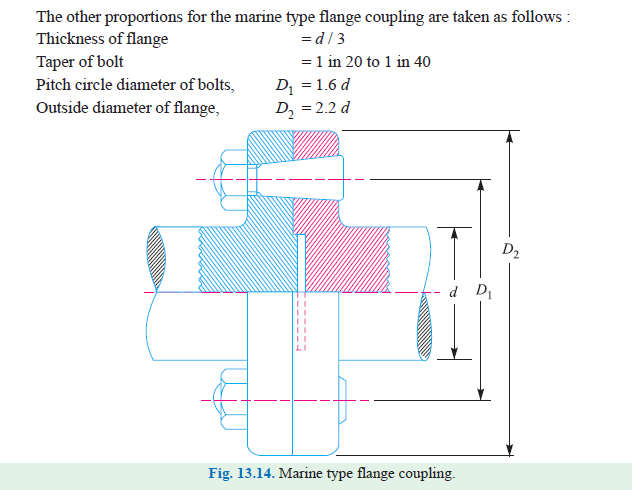 The other proportions for the marine type flange coupling are taken as follows :
Thickness of flange = d / 3
Taper of bolt = 1 in 20 to 1 in 40
Pitch circle diameter of bolts, D₁ = 1.6 d
Outside diameter of flange, D₂ = 2.2 d
D₂
d D₁
Fig. 13.14. Marine type flange coupling.